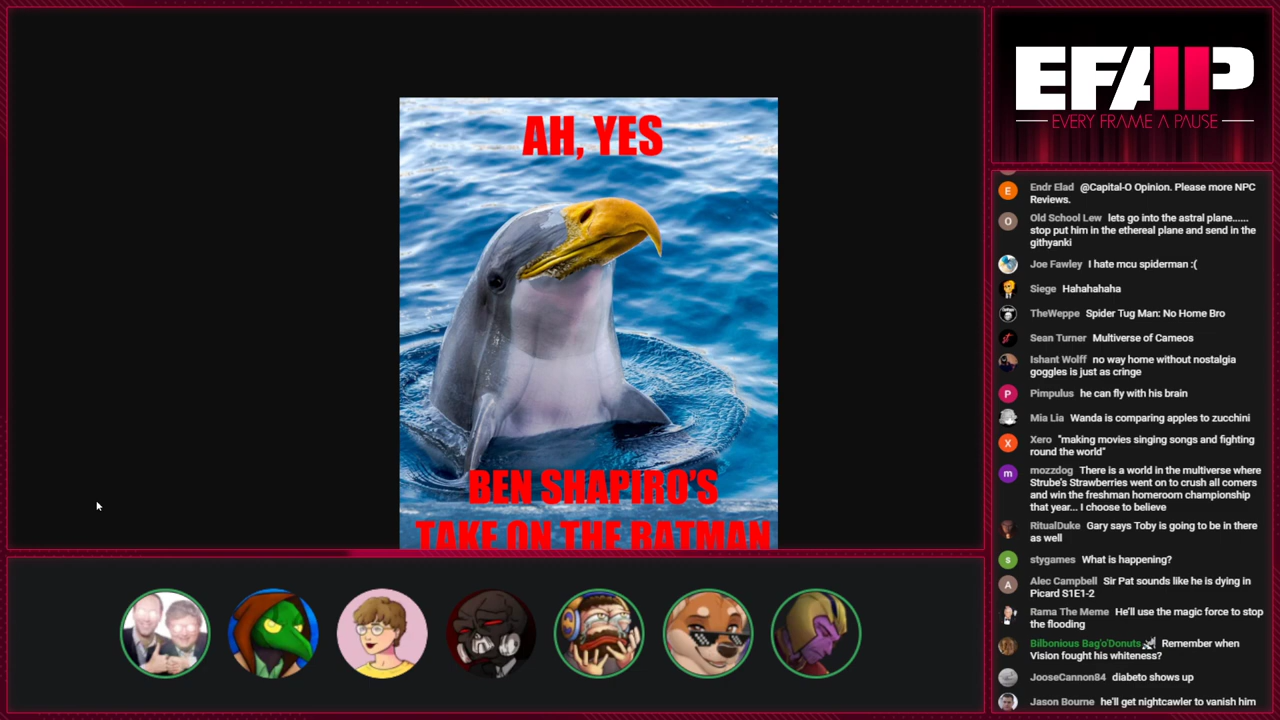 AH, YES
BEN SHAPIRO'S
TAKE ON THE BATMAN
EFAP
EVERY FRAME A PAUSE
Endr Elad @Capital-O Opinion. Please more NPC
Reviews.
Old School Lew lets go into the astral plane......
stop put him in the ethereal plane and send in the
githyanki
Joe Fawley I hate mcu spiderman :(
Siege Hahahahaha
TheWeppe Spider Tug Man: No Home Bro
Sean Turner Multiverse of Cameos
Ishant Wolff no way home without nostalgia
goggles is just as cringe
Pimpulus he can fly with his brain
Mia Lia Wanda is comparing apples to zucchini
Xero "making movies singing songs and fighting
round the world"
mozzdog There is a world in the multiverse where
Strube's Strawberries went on to crush all comers
and win the freshman homeroom championship
that year... I choose to believe
RitualDuke Gary says Toby is going to be in there
as well
stygames What is happening?
Alec Campbell Sir Pat sounds like he is dying in
Picard S1E1-2
Rama The Meme He'll use the magic force to stop
the flooding
Bilbonious Bag'o'Donuts Remember when
Vision fought his whiteness?
JooseCannon84 diabeto shows up
Jason Bourne he'll get nightcawler to vanish him